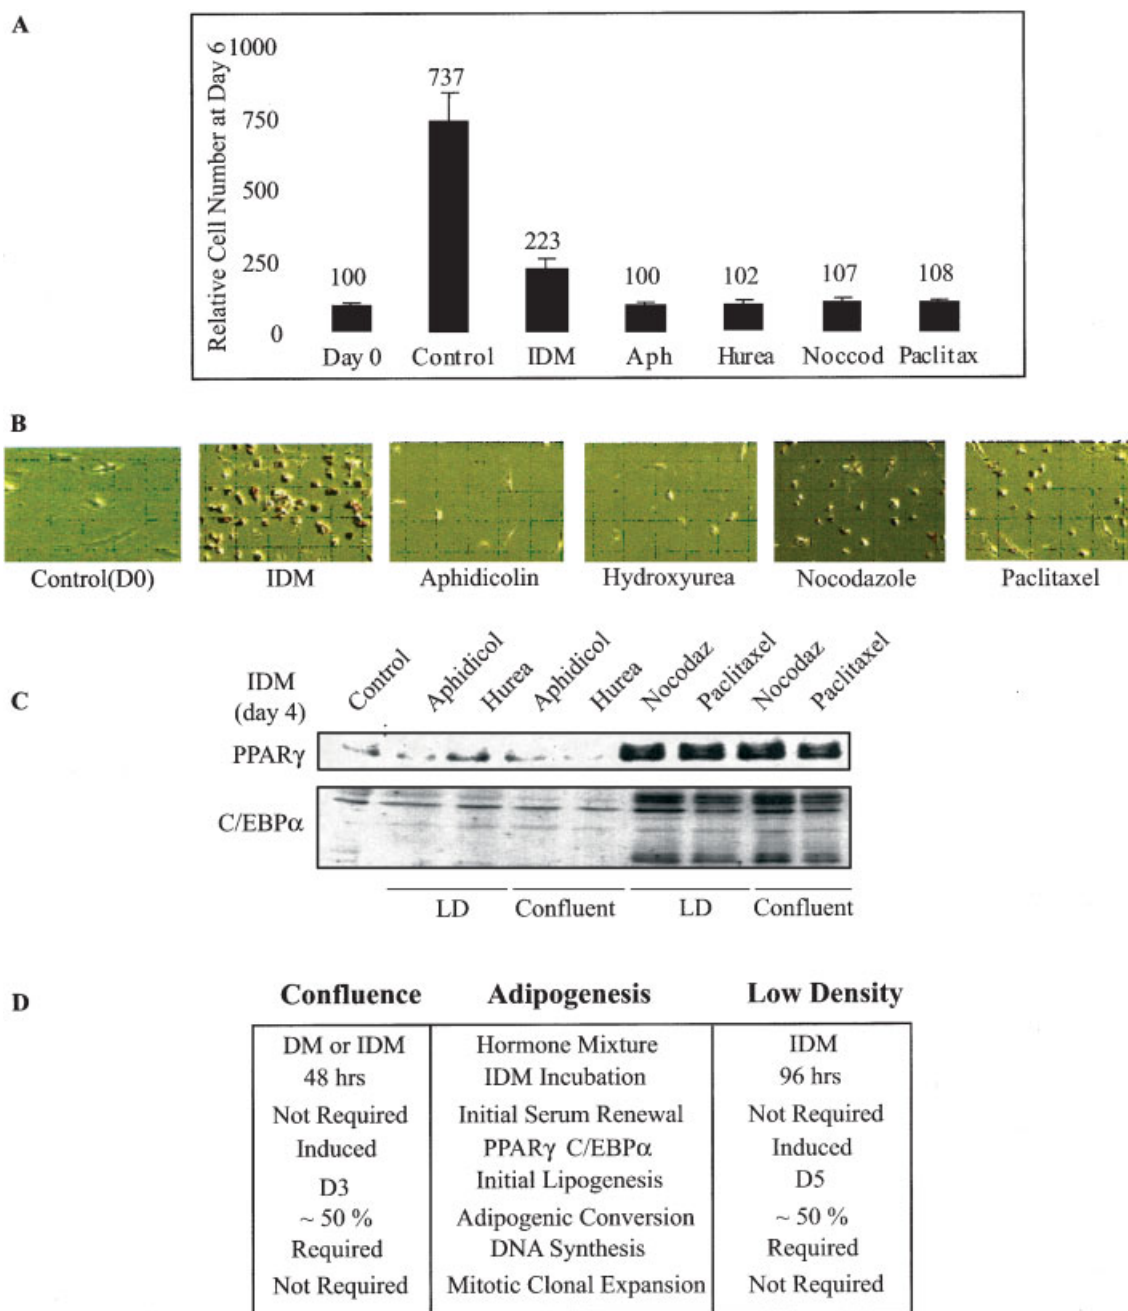 A
Relative Cell Number at Day 6
1000
750
500
250
0
100
737
223
100
102
107
108
Day 0
Control
IDM
Aph
Hurea
Noccod
Paclitax
B
Control(D0)
IDM
Aphidicolin
Hydroxyurea
Nocodazole
Paclitaxel
C
IDM
(day 4)
Control
Aphidicol
Hurea
Aphidicol
Hurea
Nocodaz
Paclitaxel
Nocodaz
Paclitaxel
PPARγ
C/EBPα
LD
Confluent
LD
Confluent
D
Confluence Adipogenesis Low Density
DM or IDM Hormone Mixture IDM
48 hrs IDM Incubation 96 hrs
Not Required Initial Serum Renewal Not Required
Induced PPARγ C/EBPα Induced
D3 Initial Lipogenesis D5
~ 50 % Adipogenic Conversion ~ 50 %
Required DNA Synthesis Required
Not Required Mitotic Clonal Expansion Not Required